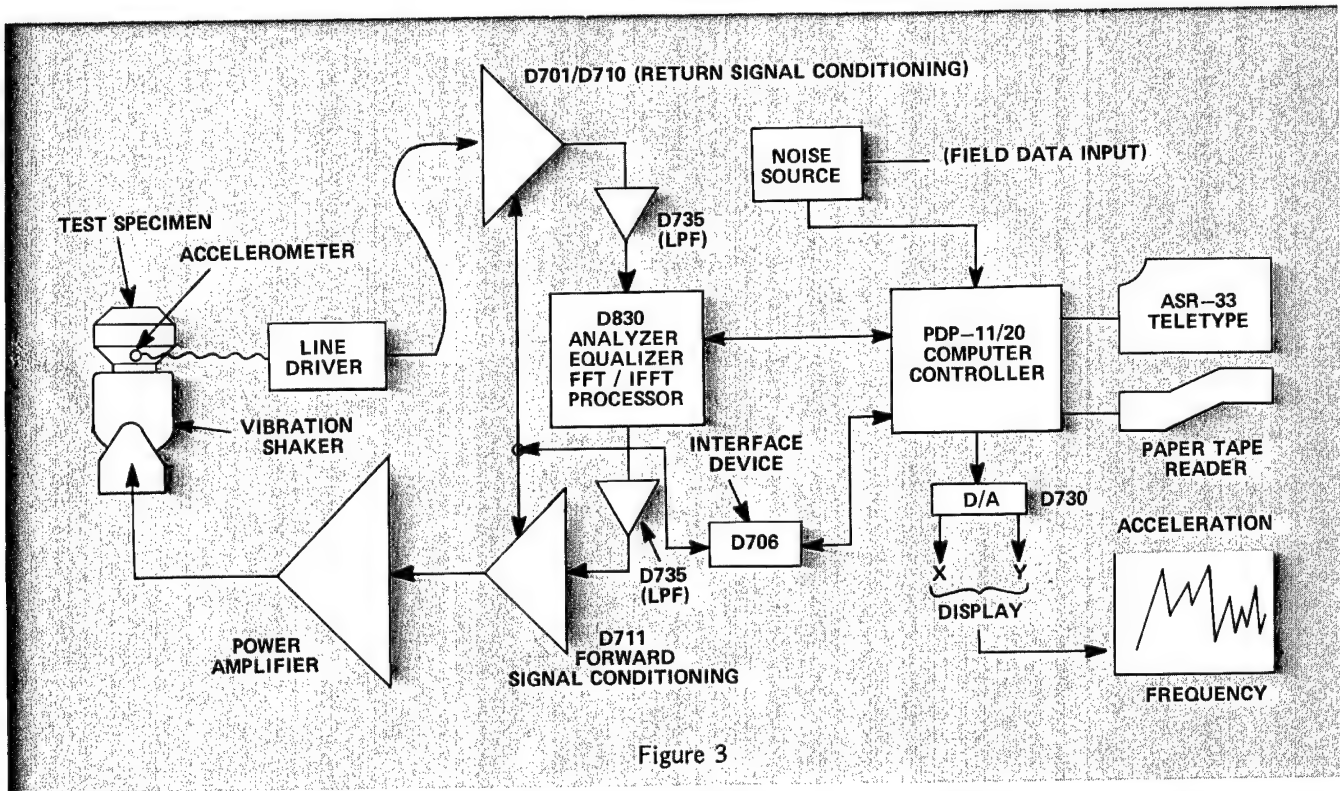 D701/D710 (RETURN SIGNAL CONDITIONING)
NOISE
SOURCE
(FIELD DATA INPUT)
TEST SPECIMEN
ACCELEROMETER
D735
(LPF)
LINE
DRIVER
D830
ANALYZER
EQUALIZER
FFT / IFFT
PROCESSOR
PDP-11/20
COMPUTER
CONTROLLER
ASR-33
TELETYPE
VIBRATION
SHAKER
INTERFACE
DEVICE
PAPER TAPE
READER
D/A
D730
D706
ACCELERATION
X
Y
DISPLAY
D735
(LPF)
POWER
AMPLIFIER
D711
FORWARD
SIGNAL CONDITIONING
FREQUENCY
Figure 3